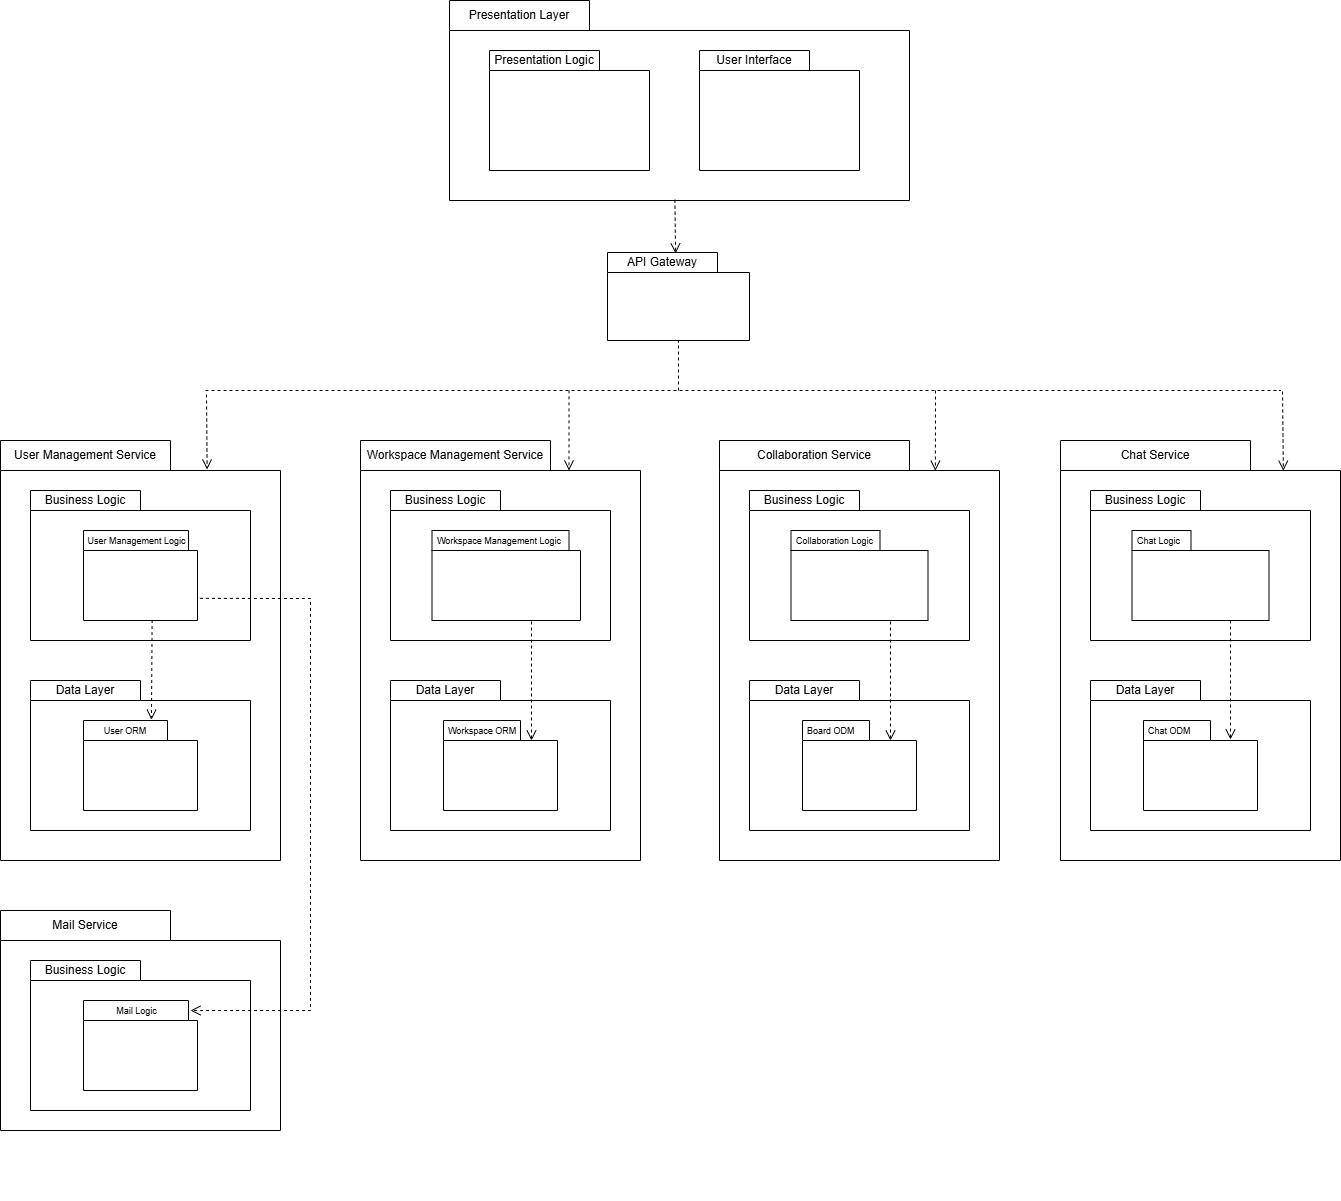 Presentation Layer
Presentation Logic
User Interface
API Gateway
User Management Service
Workspace Management Service
Collaboration Service
Chat Service
Business Logic
Business Logic
Business Logic
Business Logic
User Management Logic
Workspace Management Logic
Collaboration Logic
Chat Logic
Data Layer
Data Layer
Data Layer
Data Layer
User ORM
Workspace ORM
Board ODM
Chat ODM
Mail Service
Business Logic
Mail Logic